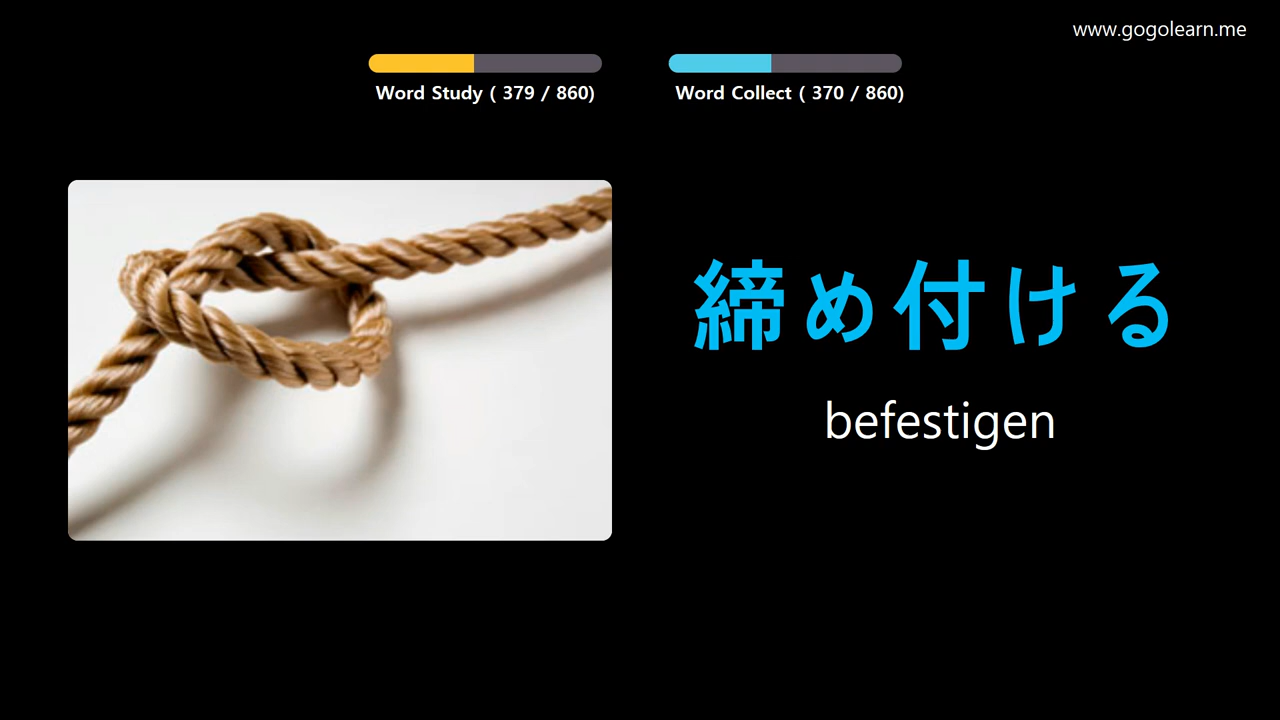 www.gogolearn.me
Word Study ( 379 / 860)
Word Collect ( 370 / 860)
締め付ける
befestigen